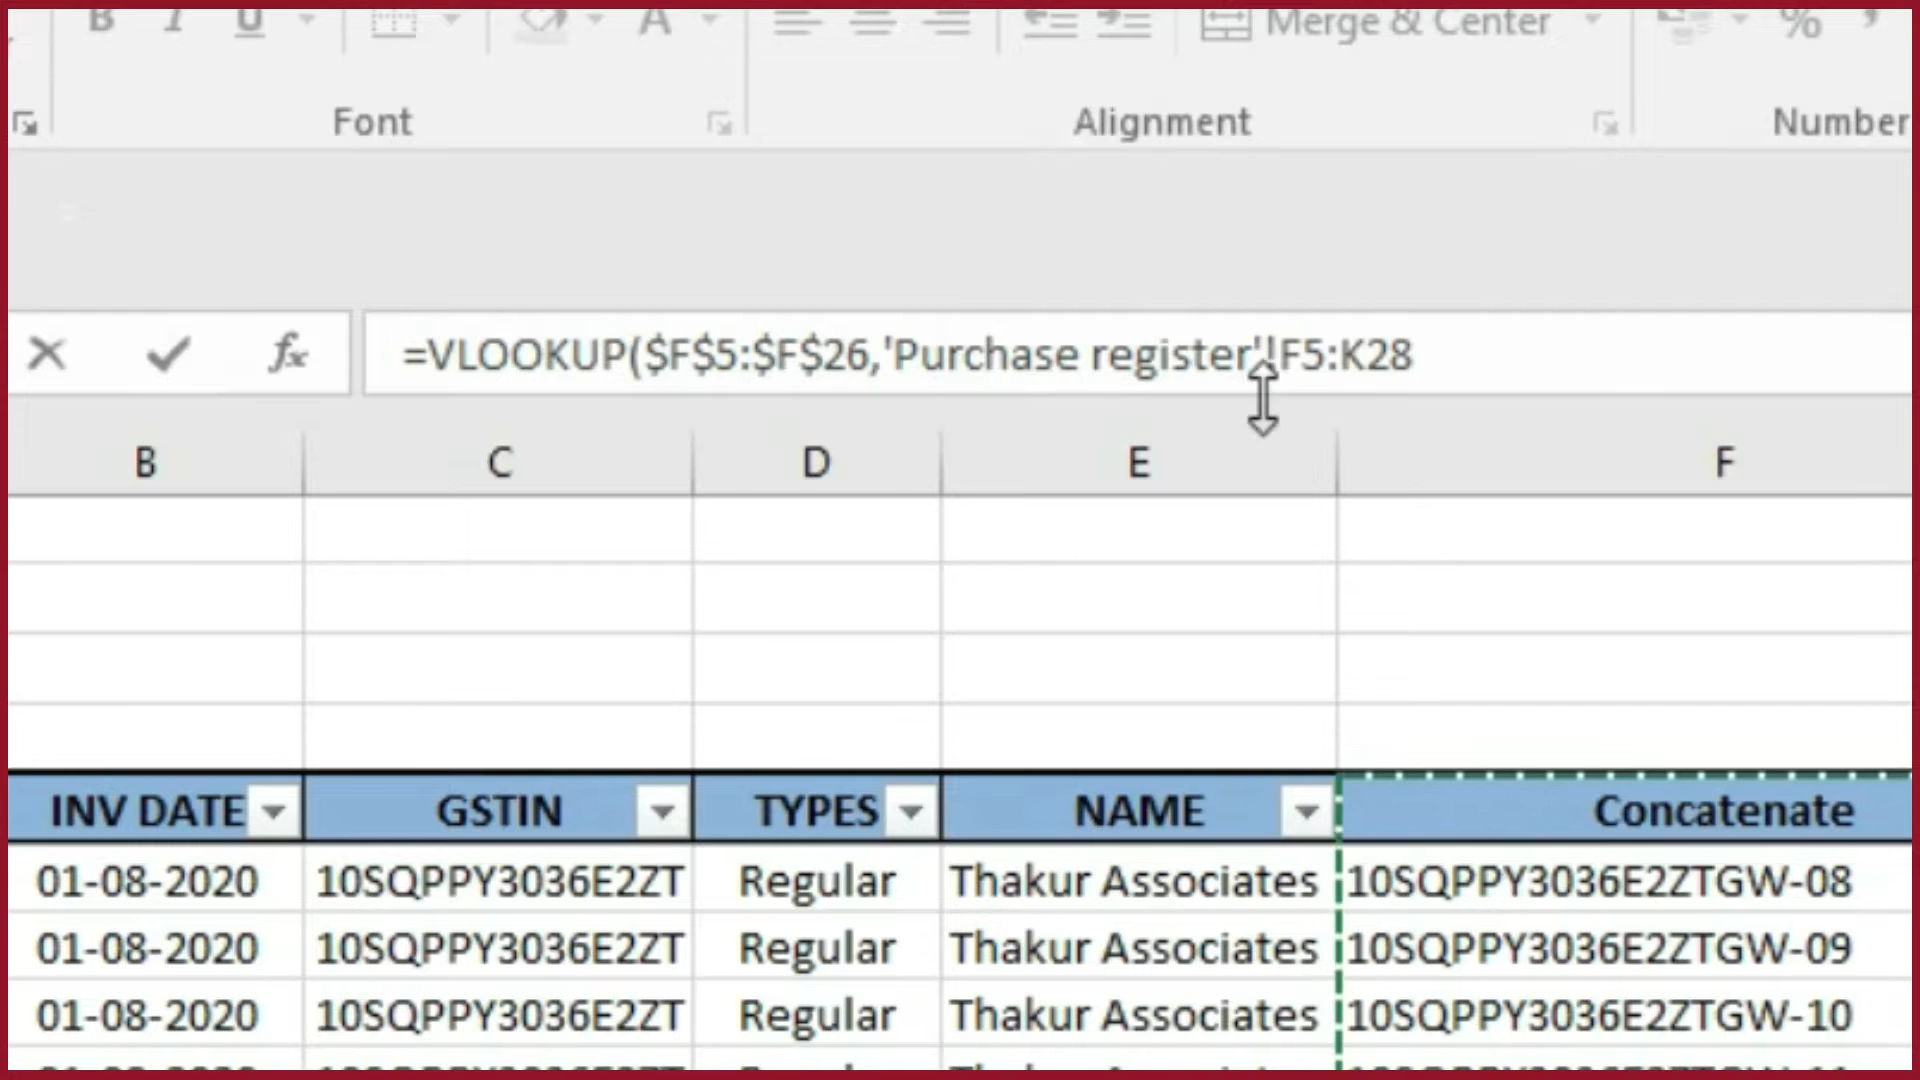 B I U A Merge & Center % ,
Font Alignment Number
fx =VLOOKUP($F$5:$F$26,'Purchase register'!F5:K28
B C D E F
INV DATE GSTIN TYPES NAME Concatenate
01-08-2020 10SQPPY3036E2ZT Regular Thakur Associates 10SQPPY3036E2ZTGW-08
01-08-2020 10SQPPY3036E2ZT Regular Thakur Associates 10SQPPY3036E2ZTGW-09
01-08-2020 10SQPPY3036E2ZT Regular Thakur Associates 10SQPPY3036E2ZTGW-10